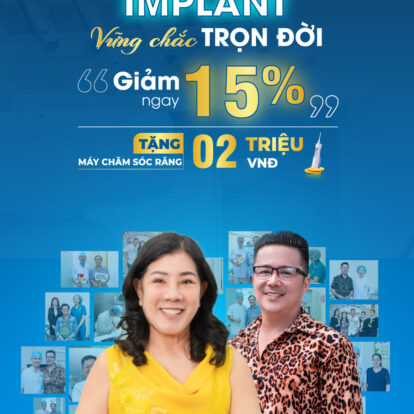 IMPLANT
Vững chắc TRỌN ĐỜI
“Giảm ngay 15%”
TẶNG
MÁY CHĂM SÓC RĂNG
02 TRIỆU VNĐ